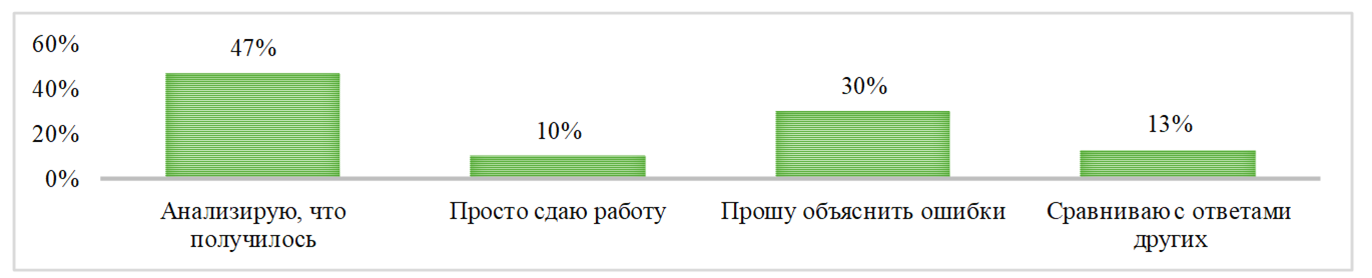 60%
40%
20%
0%
47%
10%
30%
13%
Анализирую, что
получилось
Просто сдаю работу
Прошу объяснить ошибки
Сравниваю с ответами
других